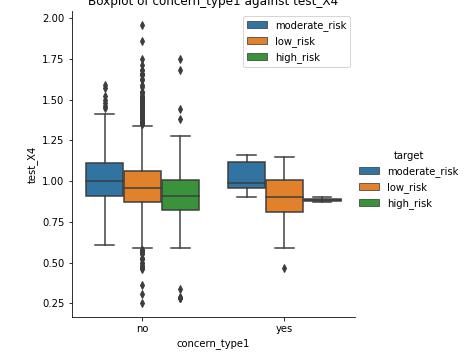 Boxplot of concern_type1 against test_X4
moderate_risk
low_risk
high_risk
2.00
1.75
1.50
1.25
1.00
0.75
0.50
0.25
test_X4
target
moderate_risk
low_risk
high_risk
no
yes
concern_type1